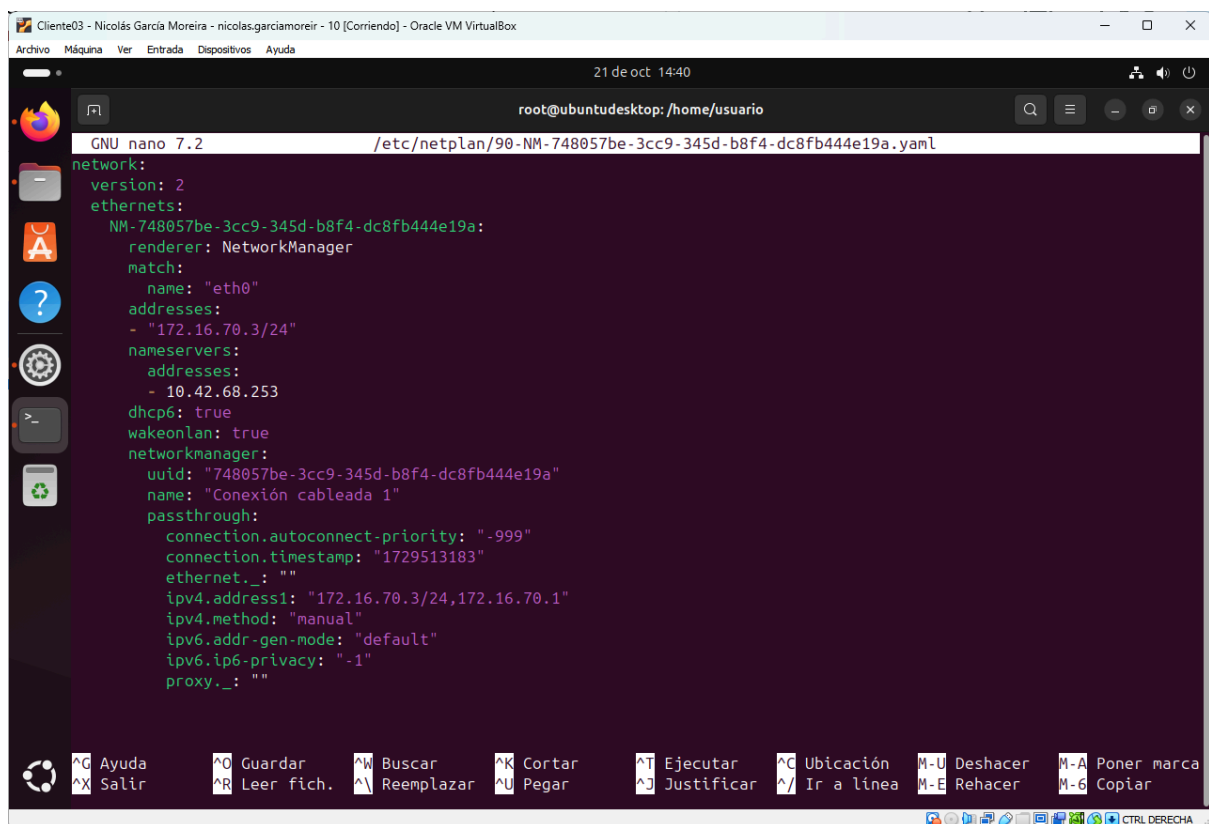 Cliente03 - Nicolás García Moreira - nicolas.garciamoreir - 10 [Corriendo] - Oracle VM VirtualBox
Archivo Máquina Ver Entrada Dispositivos Ayuda
21 de oct 14:40
root@ubuntudesktop: /home/usuario
GNU nano 7.2 /etc/netplan/90-NM-748057be-3cc9-345d-b8f4-dc8fb444e19a.yaml
network:
  version: 2
  ethernets:
    NM-748057be-3cc9-345d-b8f4-dc8fb444e19a:
      renderer: NetworkManager
      match:
        name: "eth0"
      addresses:
      - "172.16.70.3/24"
      nameservers:
        addresses:
        - 10.42.68.253
      dhcp6: true
      wakeonlan: true
      networkmanager:
        uuid: "748057be-3cc9-345d-b8f4-dc8fb444e19a"
        name: "Conexión cableada 1"
        passthrough:
          connection.autoconnect-priority: "-999"
          connection.timestamp: "1729513183"
          ethernet._: ""
          ipv4.address1: "172.16.70.3/24,172.16.70.1"
          ipv4.method: "manual"
          ipv6.addr-gen-mode: "default"
          ipv6.ip6-privacy: "-1"
          proxy._: ""
^G Ayuda ^O Guardar ^W Buscar ^K Cortar ^T Ejecutar ^C Ubicación M-U Deshacer M-A Poner marca
^X Salir ^R Leer fich. ^\ Reemplazar ^U Pegar ^J Justificar ^/ Ir a línea M-E Rehacer M-6 Copiar
CTRL DERECHA